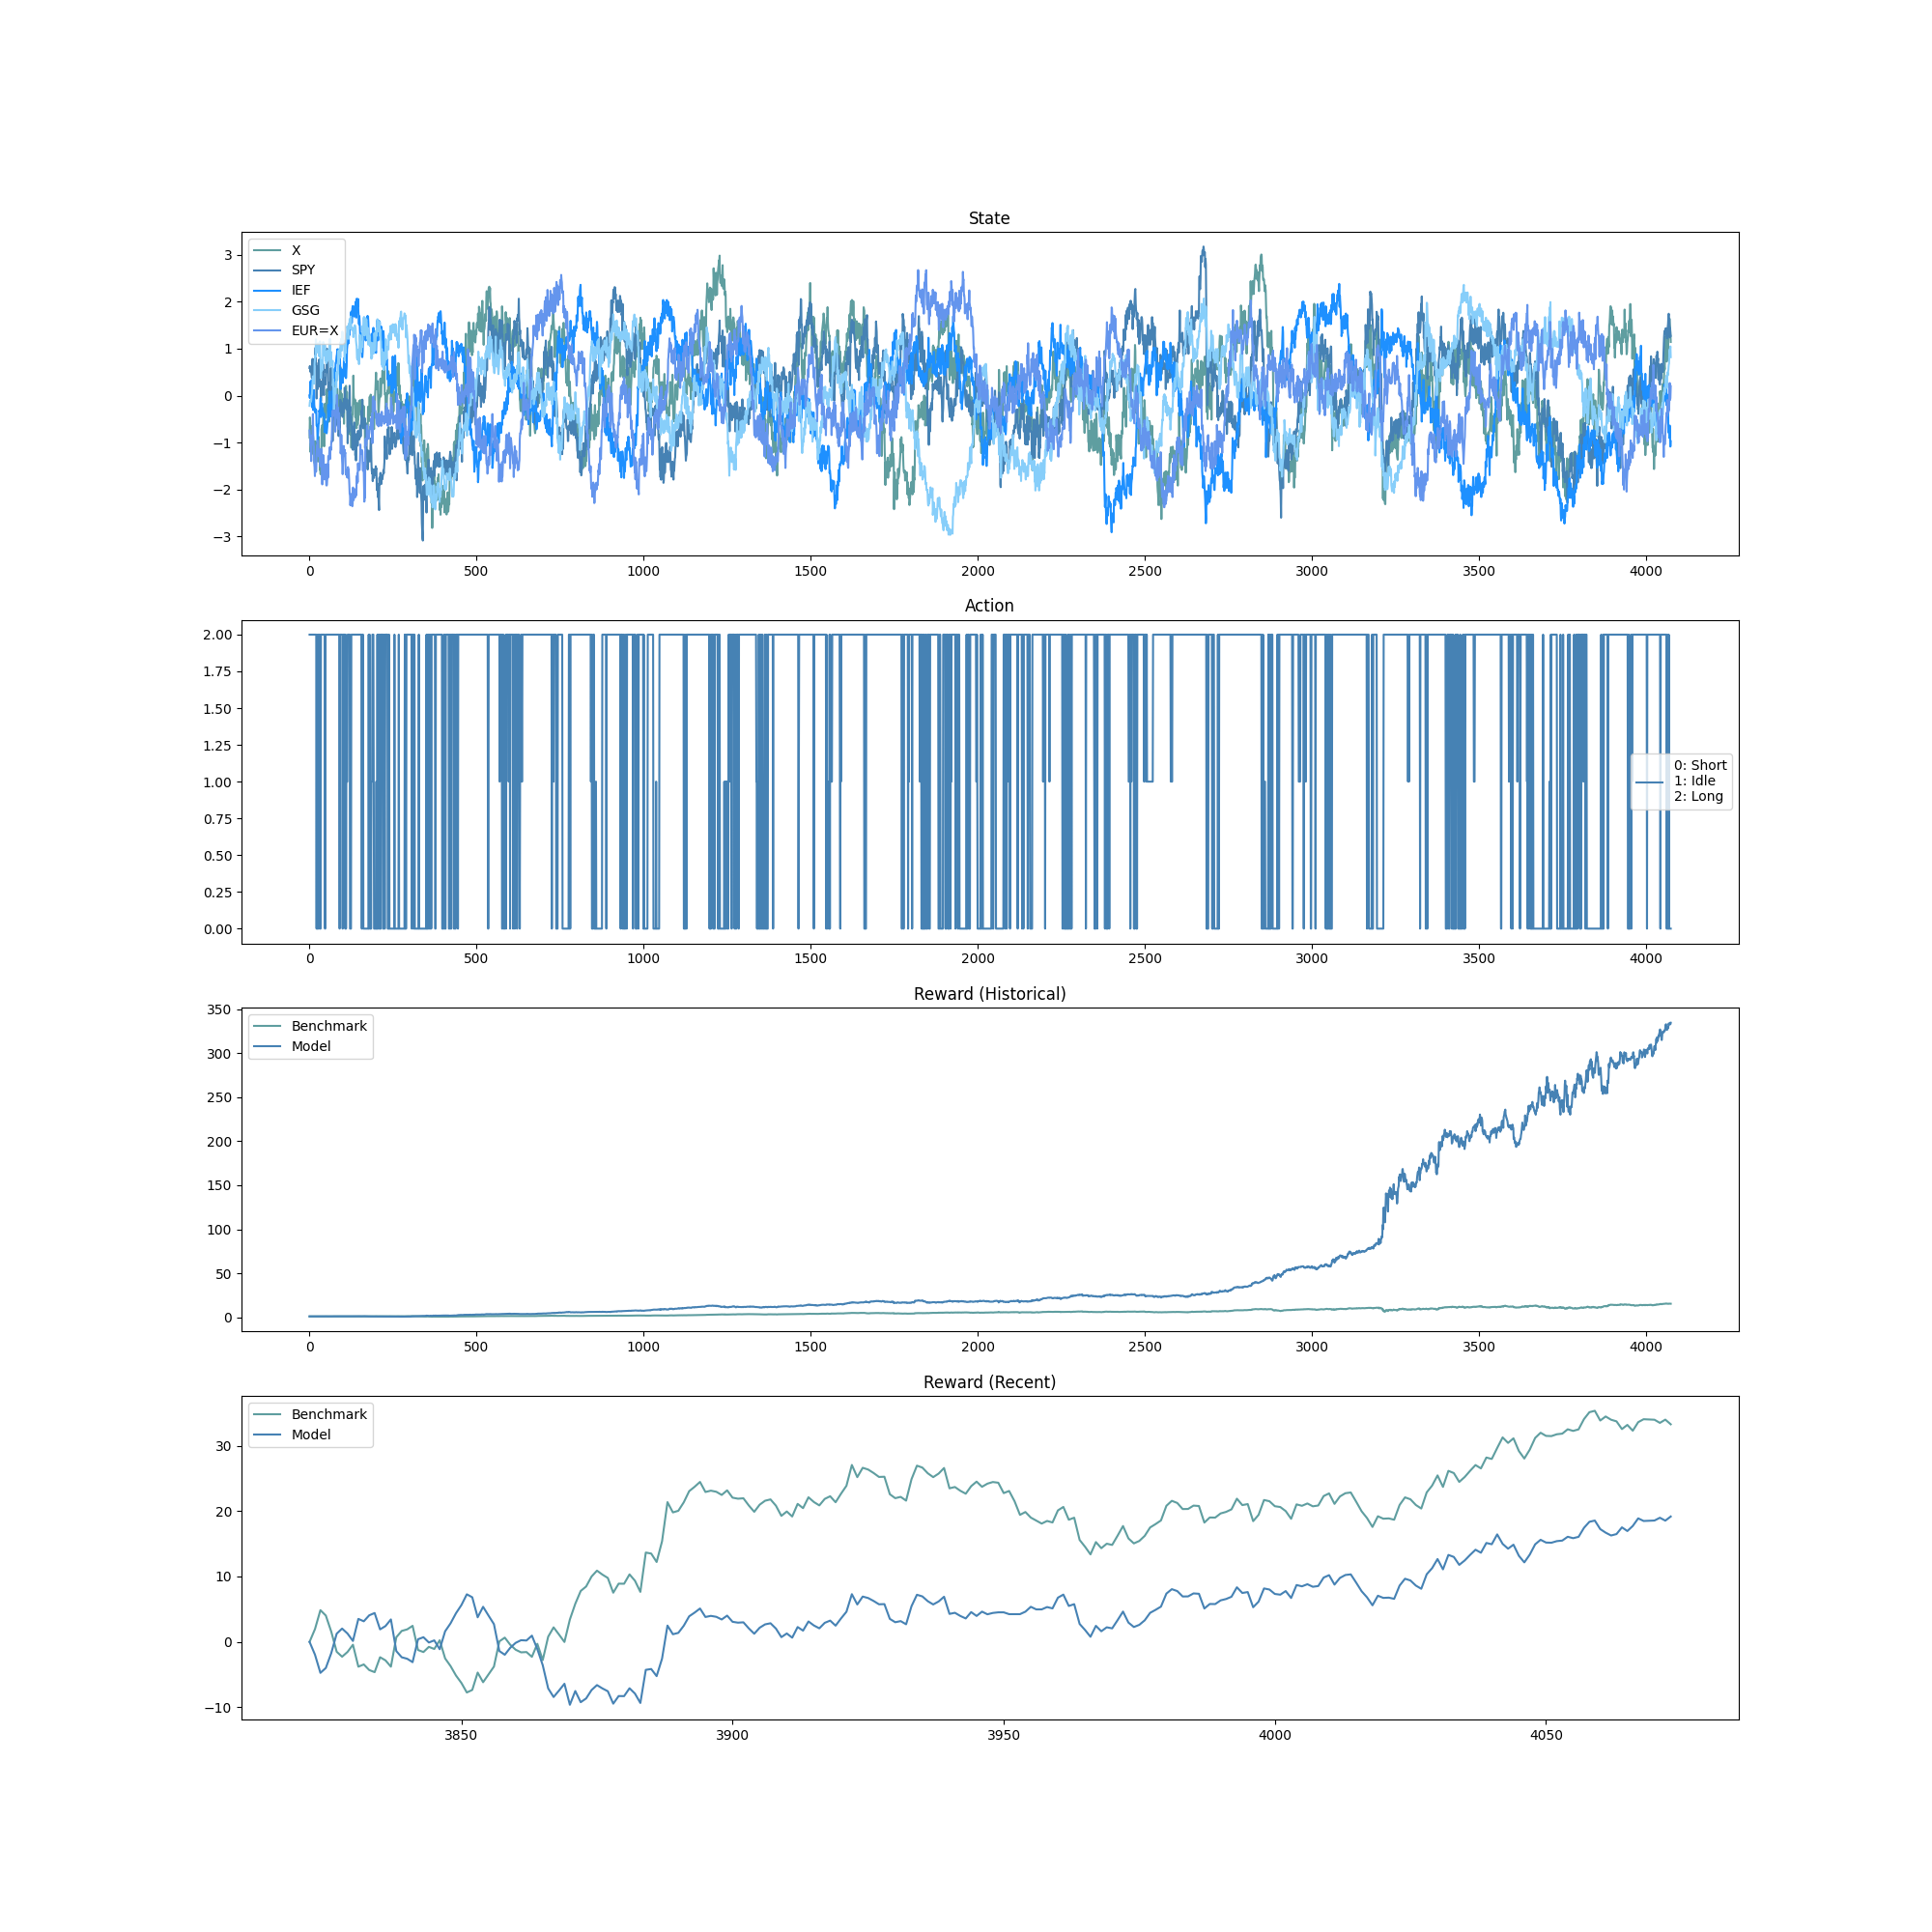 State
X
SPY
IEF
GSG
EUR=X
3
2
1
0
−1
−2
−3
0 500 1000 1500 2000 2500 3000 3500 4000
Action
2.00
1.75
1.50
1.25
1.00
0.75
0.50
0.25
0.00
0: Short
1: Idle
2: Long
0 500 1000 1500 2000 2500 3000 3500 4000
Reward (Historical)
Benchmark
Model
350
300
250
200
150
100
50
0
0 500 1000 1500 2000 2500 3000 3500 4000
Reward (Recent)
Benchmark
Model
30
20
10
0
−10
3850 3900 3950 4000 4050